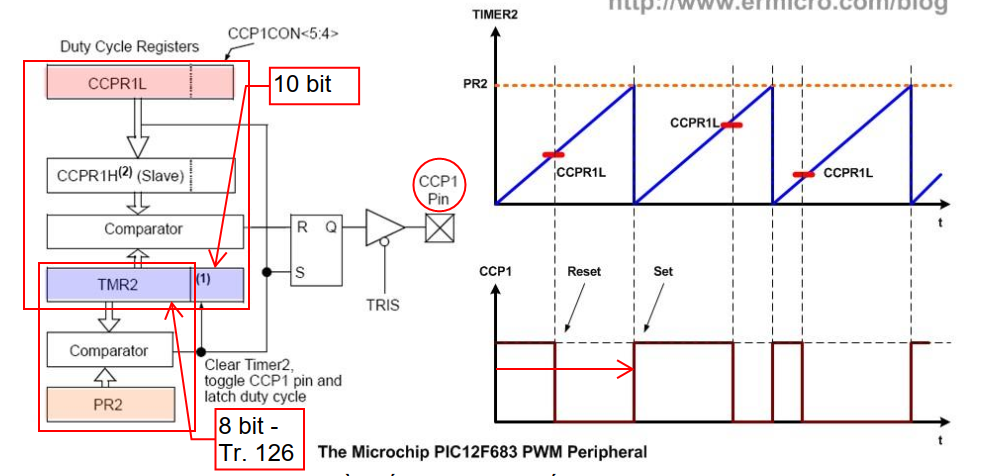 http://www.ermicro.com/blog
TIMER2
CCP1CON<5:4>
Duty Cycle Registers
CCPR1L
10 bit
CCPR1H(2) (Slave)
Comparator
TMR2
(1)
Comparator
PR2
Clear Timer2,
toggle CCP1 pin and
latch duty cycle
8 bit -
Tr. 126
R Q
S
TRIS
CCP1
Pin
PR2
CCPR1L
CCPR1L
CCPR1L
t
CCP1
Reset
Set
t
The Microchip PIC12F683 PWM Peripheral